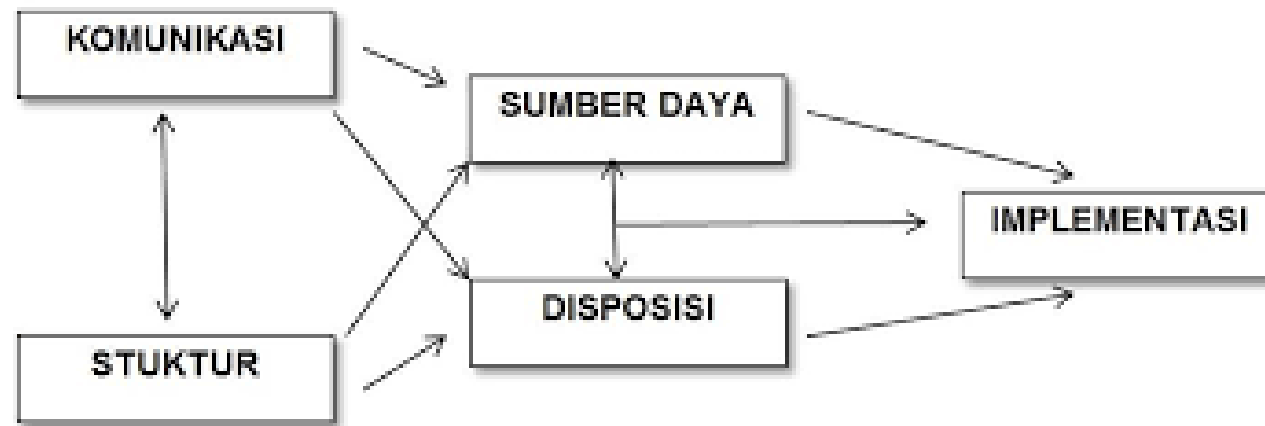 KOMUNIKASI
SUMBER DAYA
IMPLEMENTASI
DISPOSISI
STUKTUR